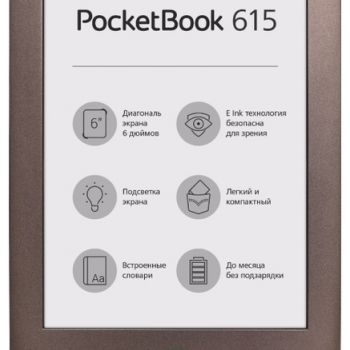 PocketBook 615
6"
Диагональ
экрана
6 дюймов
E Ink технология
безопасна
для зрения
Подсветка
экрана
Легкий и
компактный
Aa
Встроенные
словари
До месяца
без подзарядки